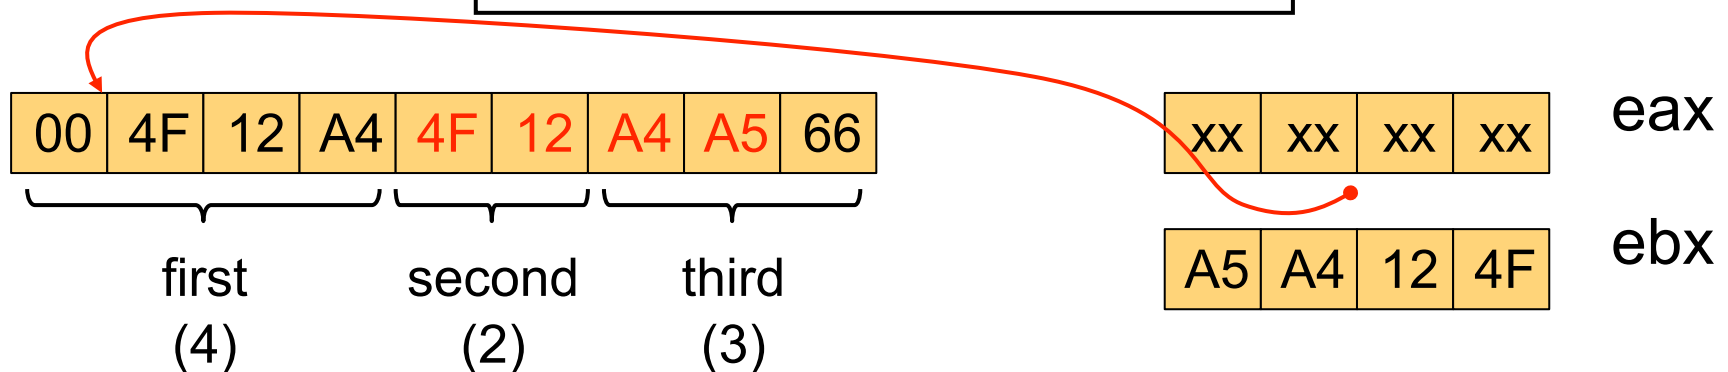 00 4F 12 A4 4F 12 A4 A5 66
xx xx xx xx eax
A5 A4 12 4F ebx
first second third
(4) (2) (3)